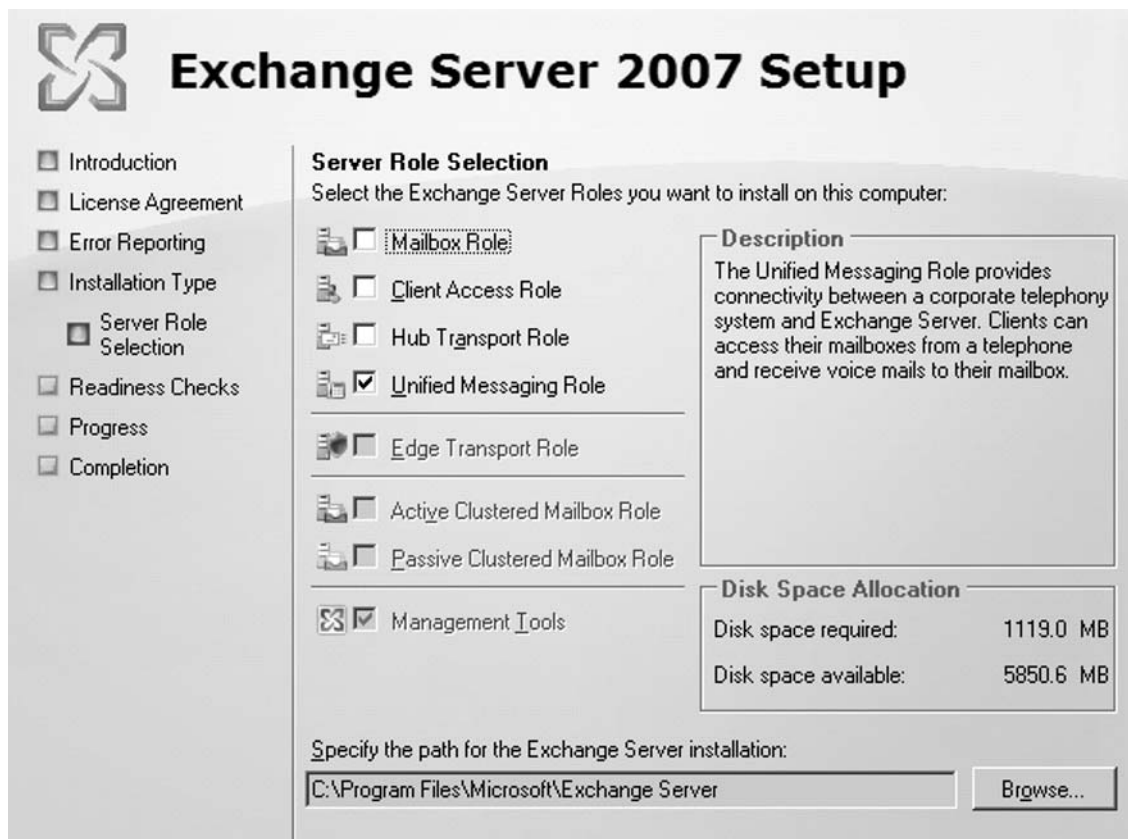 Exchange Server 2007 Setup
Introduction
License Agreement
Error Reporting
Installation Type
Server Role
Selection
Readiness Checks
Progress
Completion
Server Role Selection
Select the Exchange Server Roles you want to install on this computer:
Mailbox Role
Client Access Role
Hub Transport Role
Unified Messaging Role
Edge Transport Role
Active Clustered Mailbox Role
Passive Clustered Mailbox Role
Management Tools
Description
The Unified Messaging Role provides
connectivity between a corporate telephony
system and Exchange Server. Clients can
access their mailboxes from a telephone
and receive voice mails to their mailbox.
Disk Space Allocation
Disk space required: 1119.0 MB
Disk space available: 5850.6 MB
Specify the path for the Exchange Server installation:
C:\Program Files\Microsoft\Exchange Server
Browse...